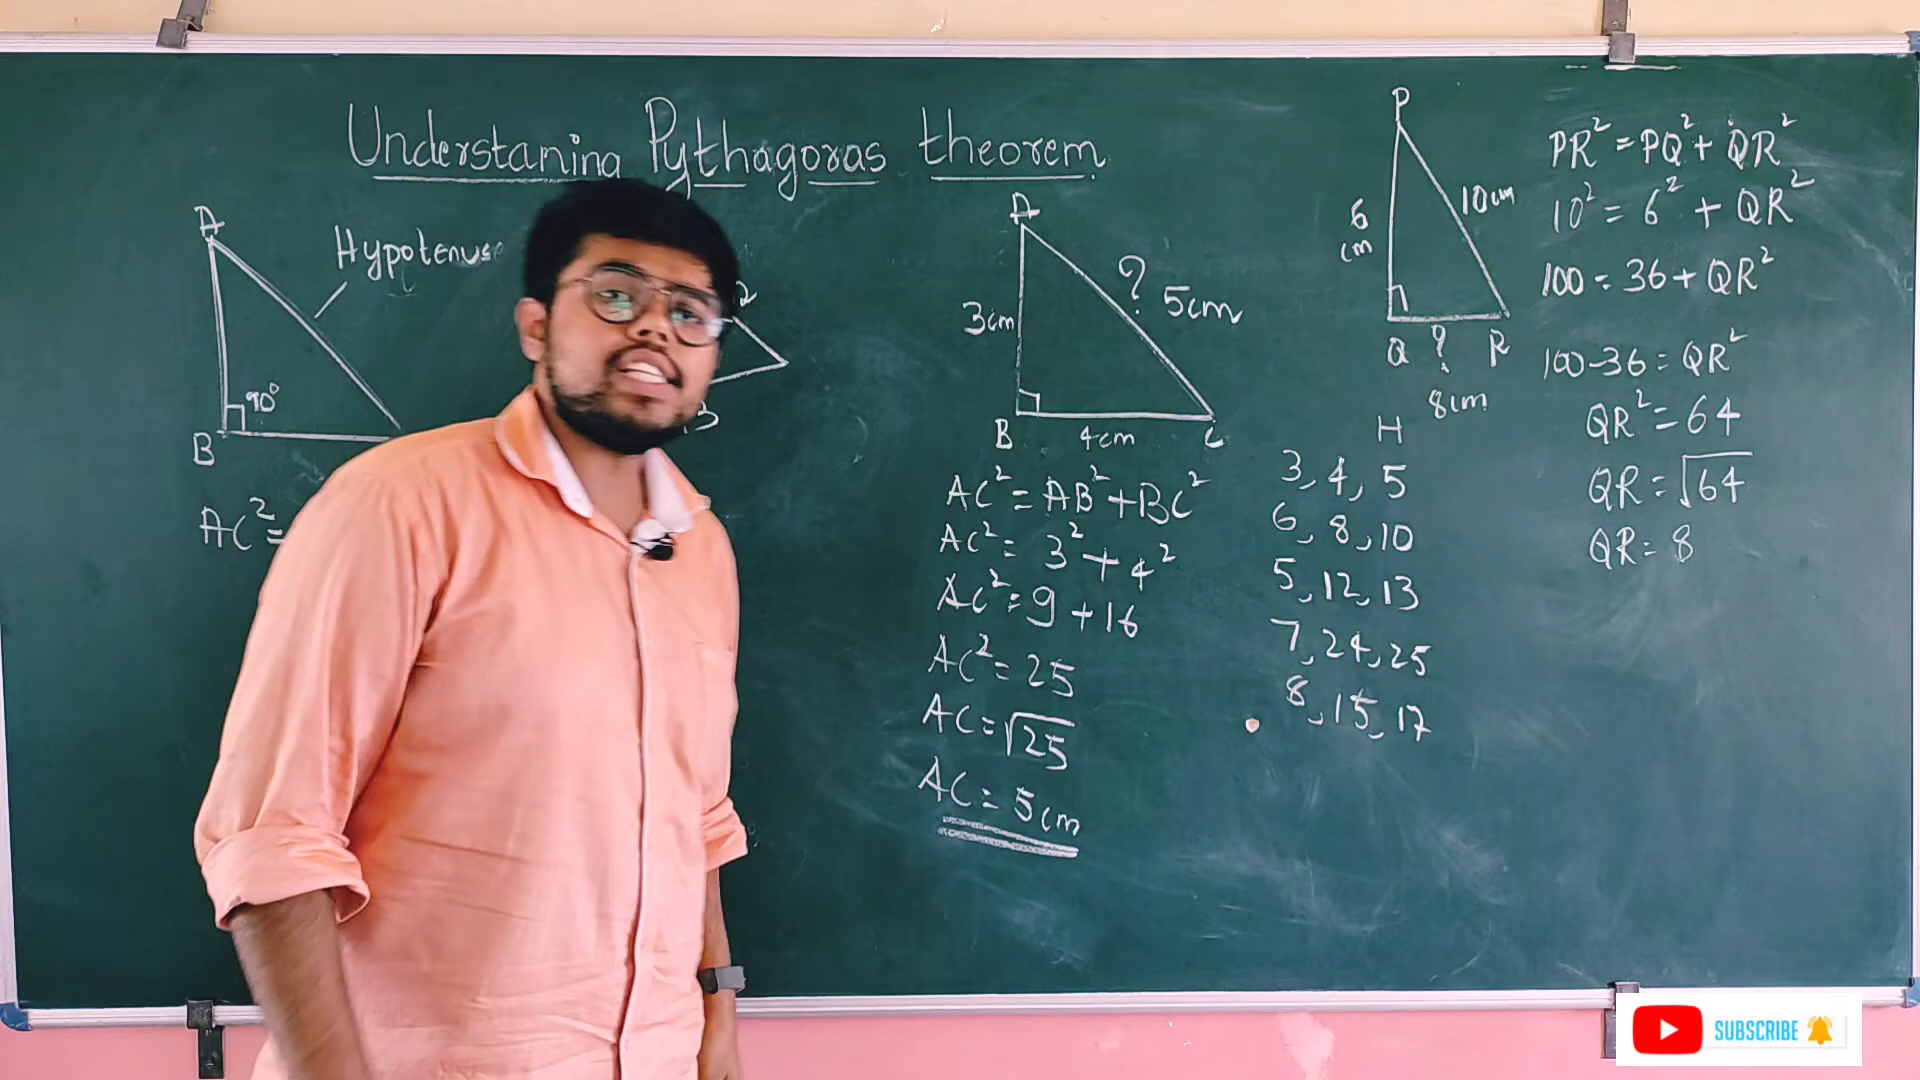 Understaning Pythagoras theorem
A
Hypotenuse
90°
B
AC²=
2
3
A
3cm
?
5cm
B
4cm
C
AC² = AB² + BC²
AC² = 3² + 4²
AC² = 9 + 16
AC² = 25
AC = √25
AC = 5cm
H
3, 4, 5
6, 8, 10
5, 12, 13
7, 24, 25
8, 15, 17
P
6
cm
10cm
Q
?
R
8cm
PR² = PQ² + QR²
10² = 6² + QR²
100 = 36 + QR²
100-36 = QR²
QR² = 64
QR = √64
QR = 8
SUBSCRIBE